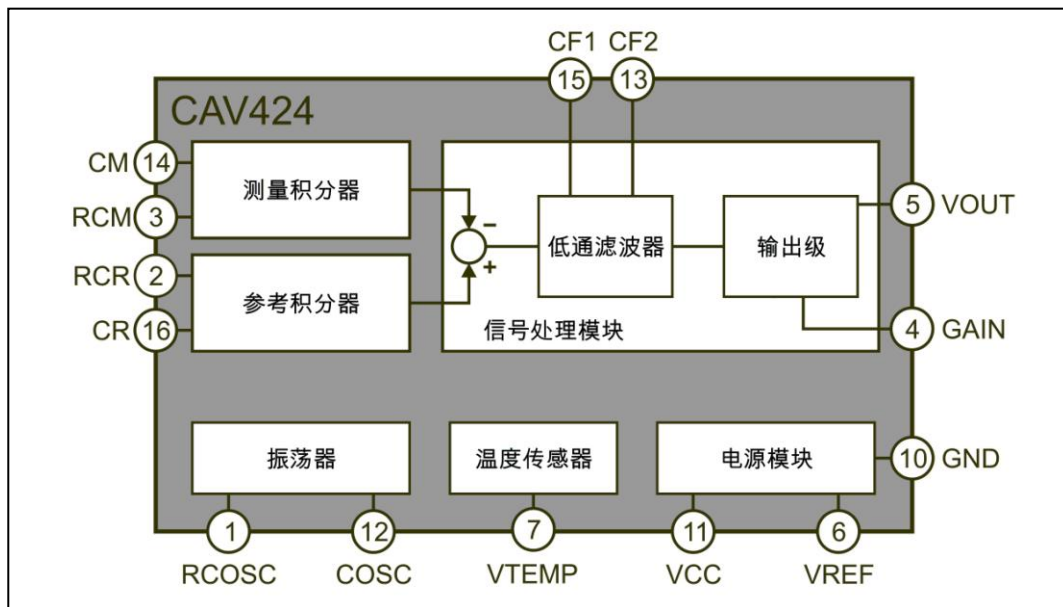 CF1 CF2
15 13
CAV424
CM 14
测量积分器
RCM 3
−
5 VOUT
低通滤波器
输出级
+
RCR 2
参考积分器
CR 16
信号处理模块
4 GAIN
振荡器
温度传感器
电源模块
10 GND
1 12 7 11 6
RCOSC COSC VTEMP VCC VREF